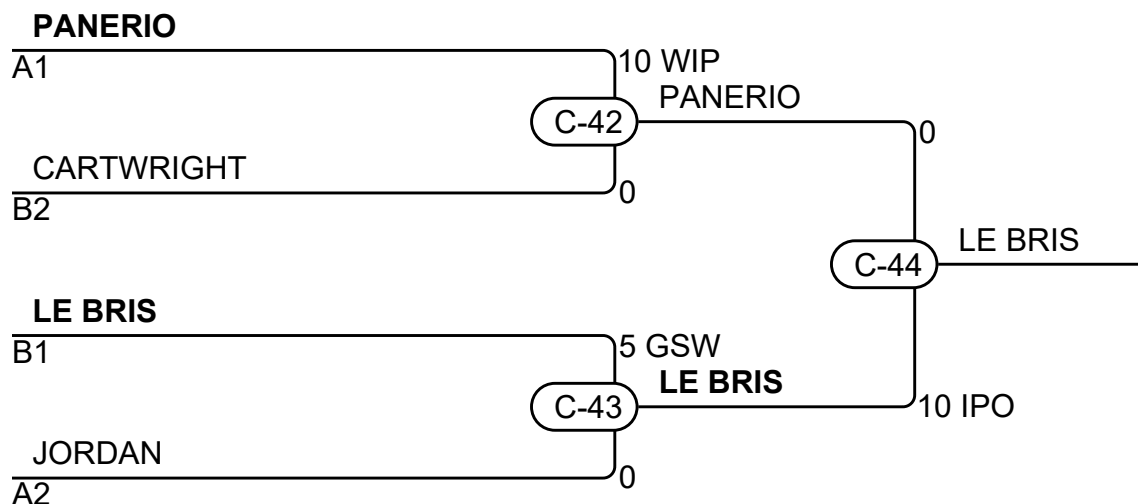 PANERIO
A1
10 WIP
PANERIO
C-42
0
CARTWRIGHT
B2
0
LE BRIS
C-44
LE BRIS
B1
5 GSW
LE BRIS
C-43
10 IPO
JORDAN
A2
0